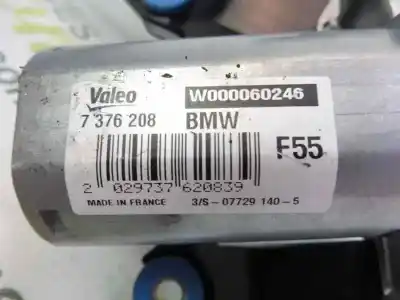 Valeo
W000060246
7 376 208
BMW
F55
2 029737 620839
MADE IN FRANCE
3/S-07729 140-5